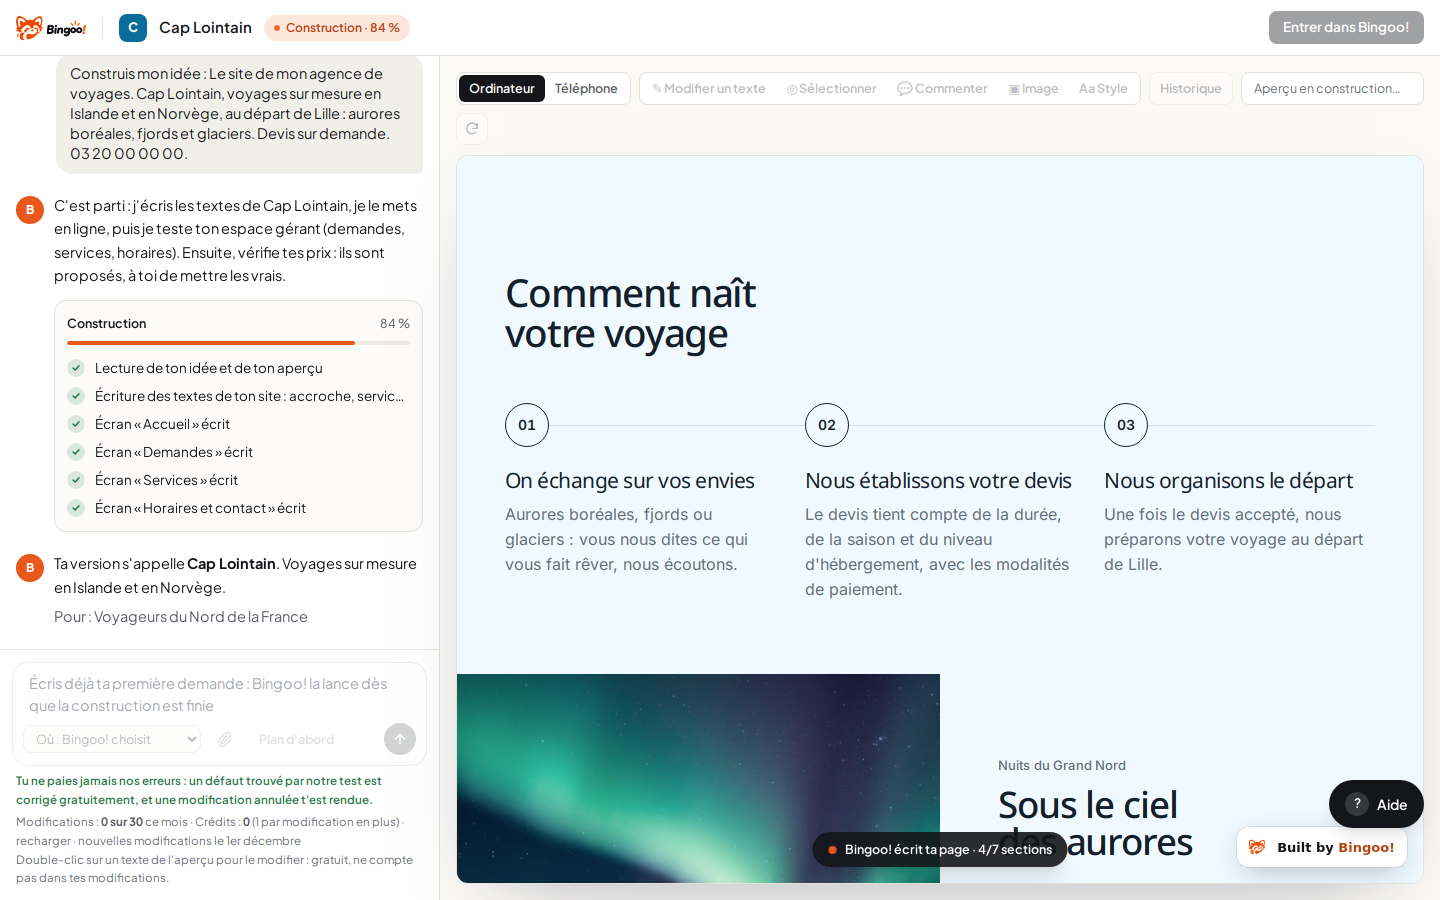 Bingoo!
C
Cap Lointain
Construction · 84 %
Entrer dans Bingoo!
Construis mon idée : Le site de mon agence de
voyages. Cap Lointain, voyages sur mesure en
Islande et en Norvège, au départ de Lille : aurores
boréales, fjords et glaciers. Devis sur demande.
03 20 00 00 00.
B
C'est parti : j'écris les textes de Cap Lointain, je le mets
en ligne, puis je teste ton espace gérant (demandes,
services, horaires). Ensuite, vérifie tes prix : ils sont
proposés, à toi de mettre les vrais.
Construction
84 %
Lecture de ton idée et de ton aperçu
Écriture des textes de ton site : accroche, servic...
Écran « Accueil » écrit
Écran « Demandes » écrit
Écran « Services » écrit
Écran « Horaires et contact » écrit
B
Ta version s'appelle Cap Lointain. Voyages sur mesure
en Islande et en Norvège.
Pour : Voyageurs du Nord de la France
Écris déjà ta première demande : Bingoo! la lance dès
que la construction est finie
Où : Bingoo! choisit
Plan d'abord
Tu ne paies jamais nos erreurs : un défaut trouvé par notre test est
corrigé gratuitement, et une modification annulée t'est rendue.
Modifications : 0 sur 30 ce mois · Crédits : 0 (1 par modification en plus) ·
recharger · nouvelles modifications le 1er décembre
Double-clic sur un texte de l'aperçu pour le modifier : gratuit, ne compte
pas dans tes modifications.
Ordinateur
Téléphone
Modifier un texte
Sélectionner
Commenter
Image
Aa Style
Historique
Aperçu en construction...
Comment naît
votre voyage
01
02
03
On échange sur vos envies
Aurores boréales, fjords ou
glaciers : vous nous dites ce qui
vous fait rêver, nous écoutons.
Nous établissons votre devis
Le devis tient compte de la durée,
de la saison et du niveau
d'hébergement, avec les modalités
de paiement.
Nous organisons le départ
Une fois le devis accepté, nous
préparons votre voyage au départ
de Lille.
Nuits du Grand Nord
Sous le ciel
des aurores
Bingoo! écrit ta page · 4/7 sections
? Aide
Built by Bingoo!